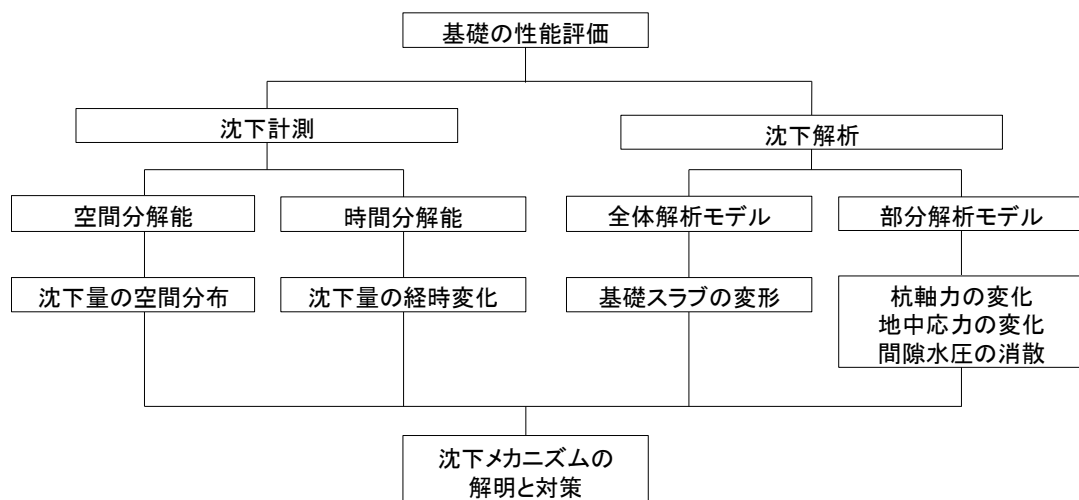 基礎の性能評価
沈下計測
沈下解析
空間分解能
時間分解能
全体解析モデル
部分解析モデル
沈下量の空間分布
沈下量の経時変化
基礎スラブの変形
杭軸力の変化
地中応力の変化
間隙水圧の消散
沈下メカニズムの
解明と対策